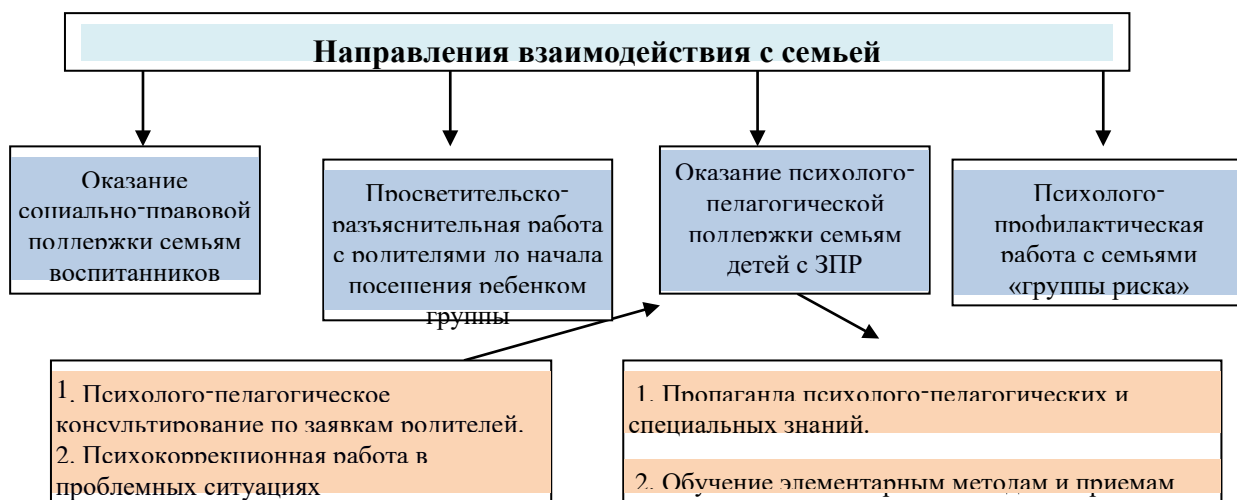 Направления взаимодействия с семьей
Оказание
социально-правовой
поддержки семьям
воспитанников
Просветительско-
разъяснительная работа
с родителями до начала
посещения ребенком
группы
Оказание психолого-
педагогической
поддержки семьям
детей с ЗПР
Психолого-
профилактическая
работа с семьями
«группы риска»
1. Психолого-педагогическое
консультирование по заявкам родителей.
2. Психокоррекционная работа в
проблемных ситуациях
1. Пропаганда психолого-педагогических и
специальных знаний.
2. Обучение элементарным методам и приемам